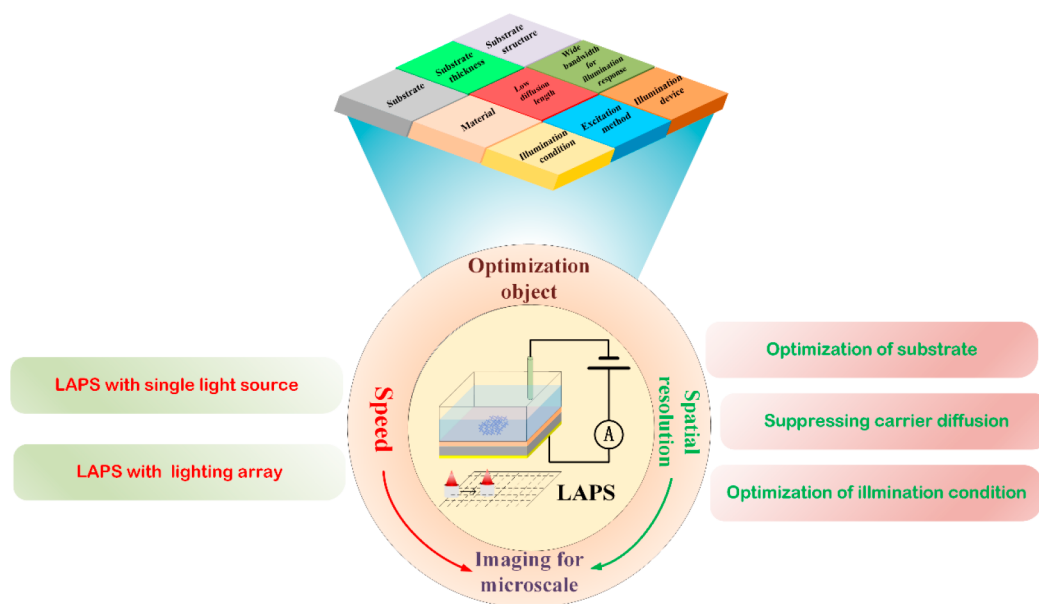 Substrate
structure
Substrate
thickness
Wide
bandwidth
for
illumination
response
Substrate
Low
diffusion
length
Illumination
device
Material
Excitation
method
Illumination
condition
Optimization
object
LAPS with single light source
LAPS with lighting array
Speed
Spatial
resolution
A
LAPS
Optimization of substrate
Suppressing carrier diffusion
Optimization of illmination condition
Imaging for
microscale